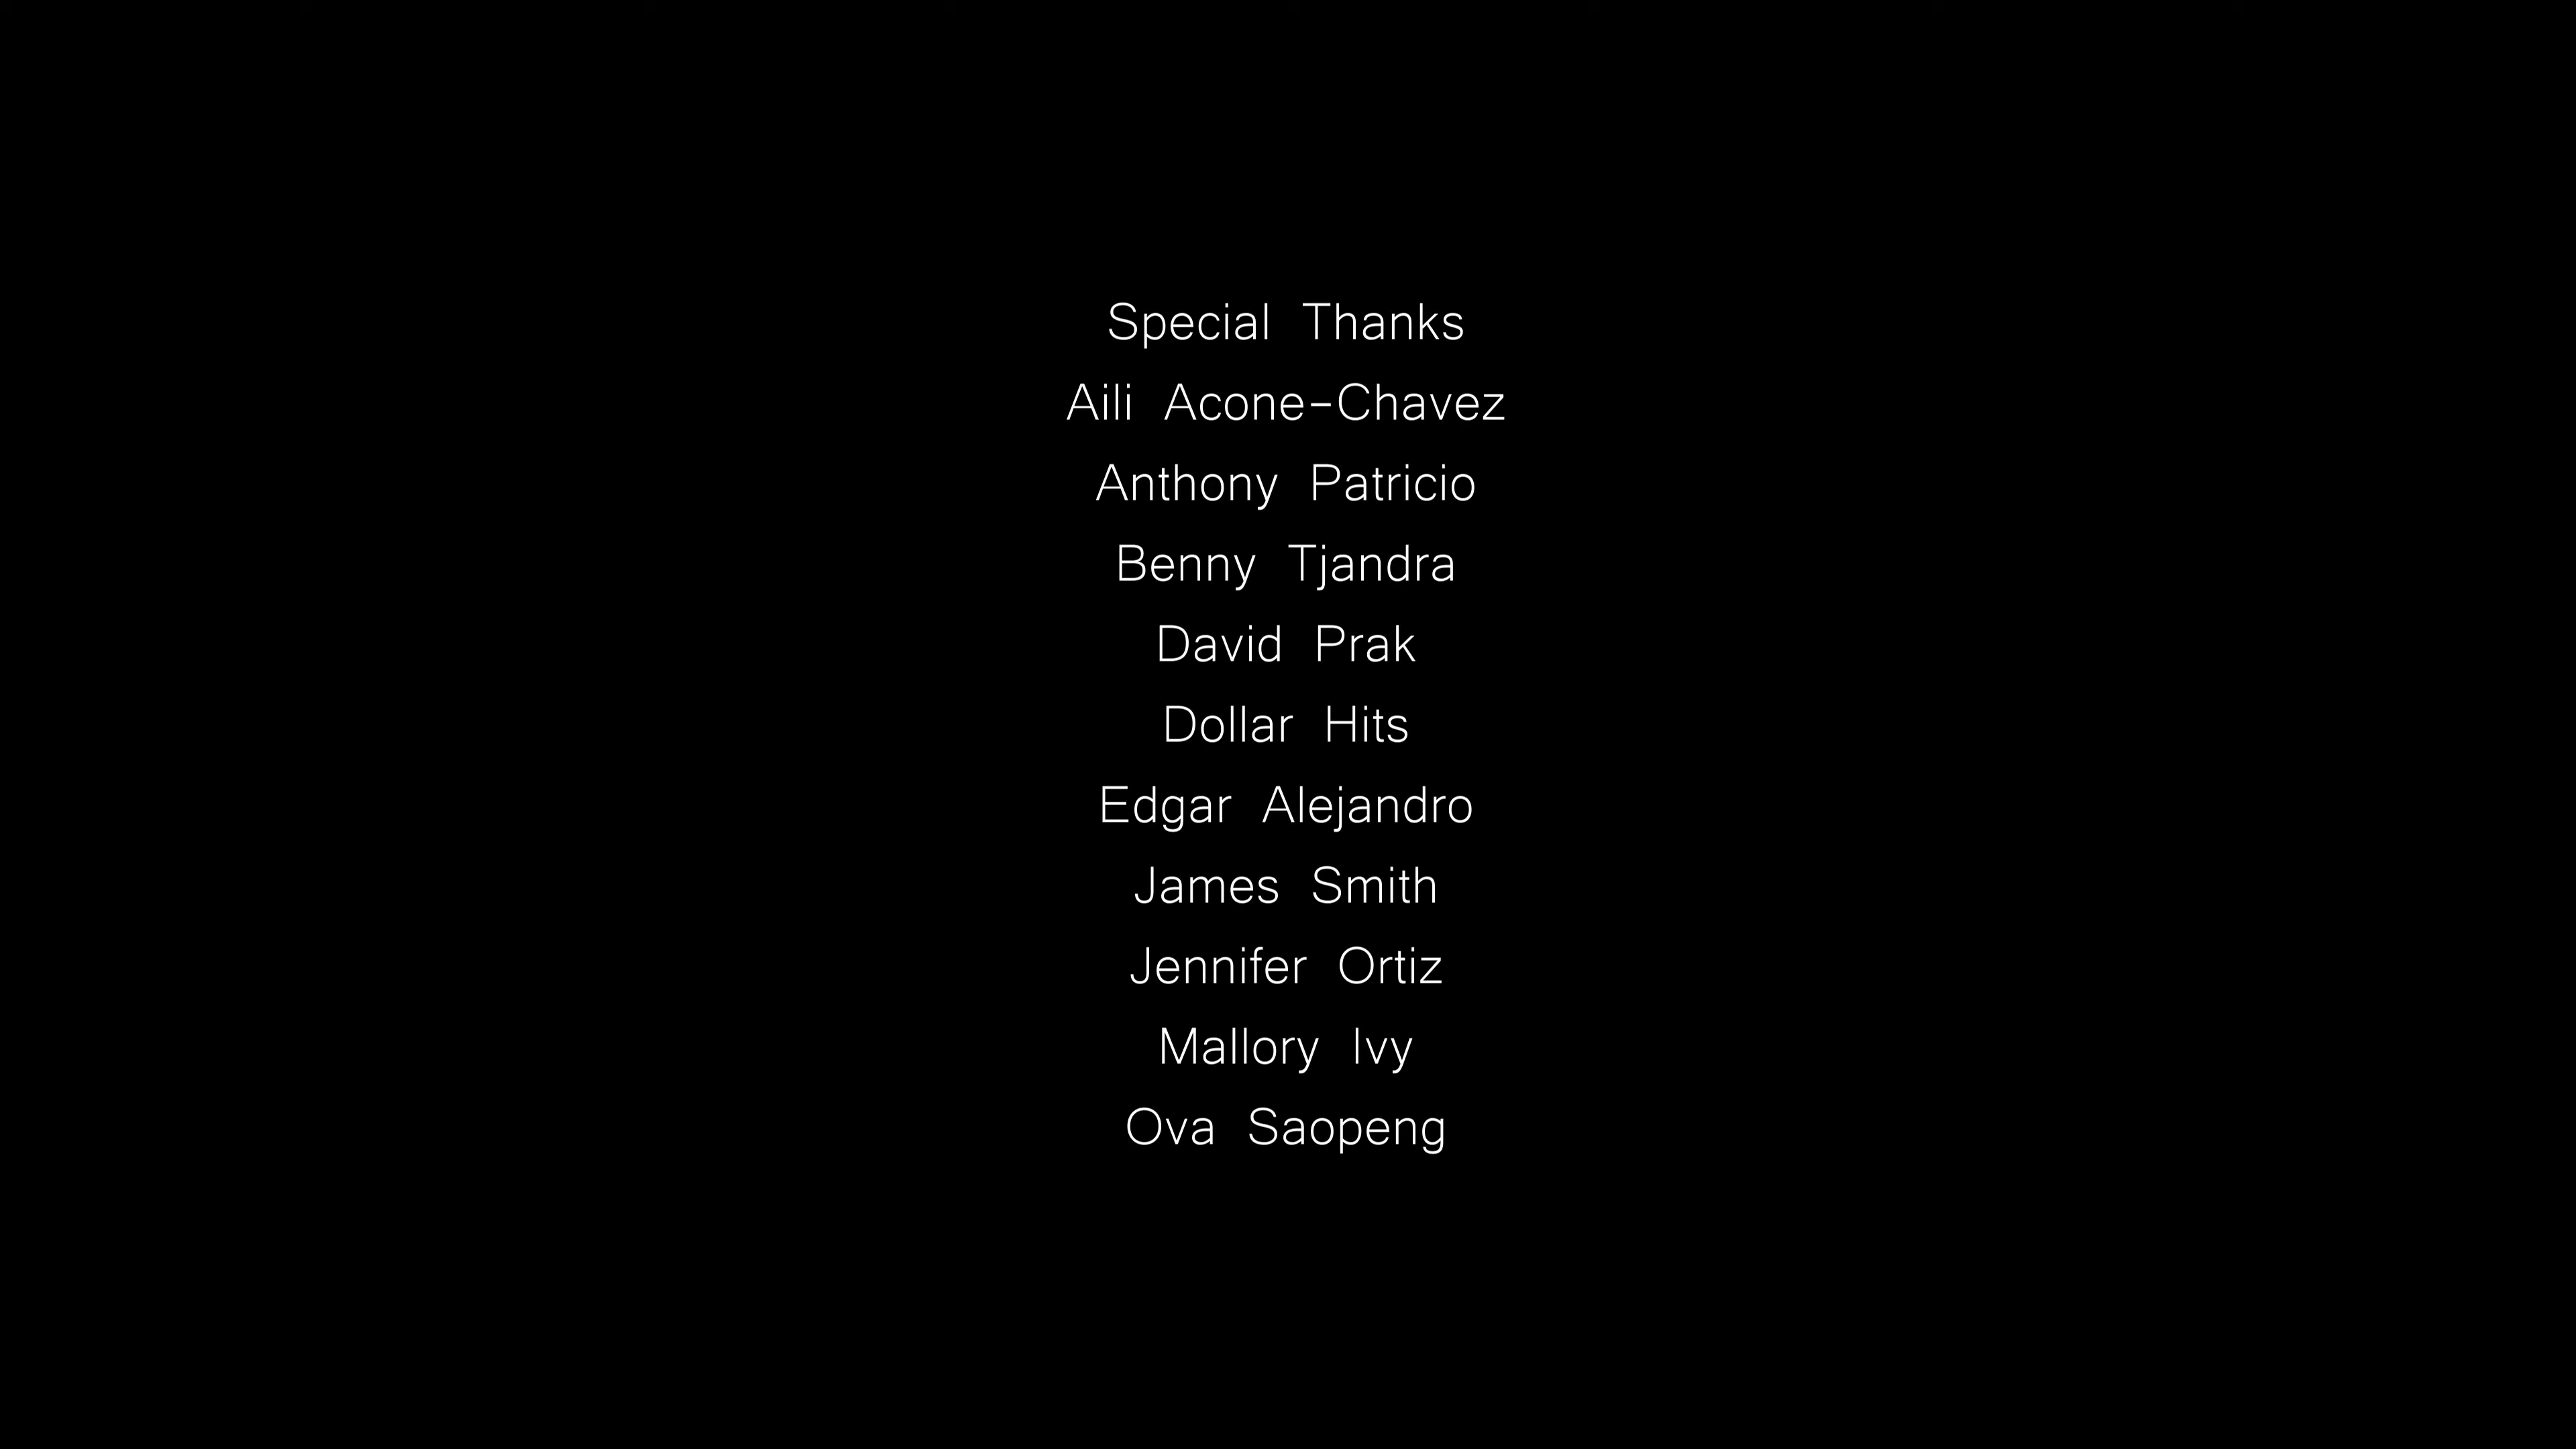 Special Thanks
Aili Acone-Chavez
Anthony Patricio
Benny Tjandra
David Prak
Dollar Hits
Edgar Alejandro
James Smith
Jennifer Ortiz
Mallory Ivy
Ova Saopeng